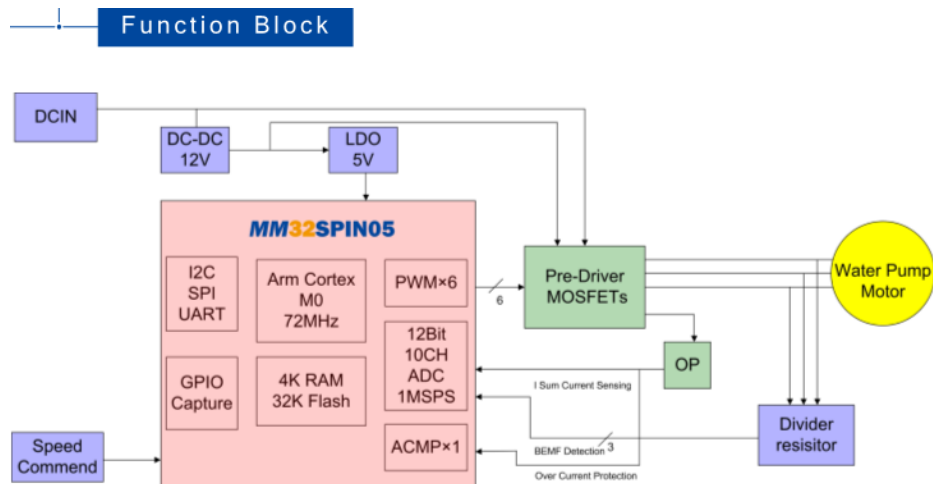 Function Block
DCIN
DC-DC
12V
LDO
5V
MM32SPIN05
I2C
SPI
UART
Arm Cortex
M0
72MHz
PWM×6
6
Pre-Driver
MOSFETs
Water Pump
Motor
12Bit
10CH
ADC
1MSPS
GPIO
Capture
4K RAM
32K Flash
OP
I Sum Current Sensing
Divider
resisitor
Speed
Commend
ACMP×1
BEMF Detection
3
Over Current Protection